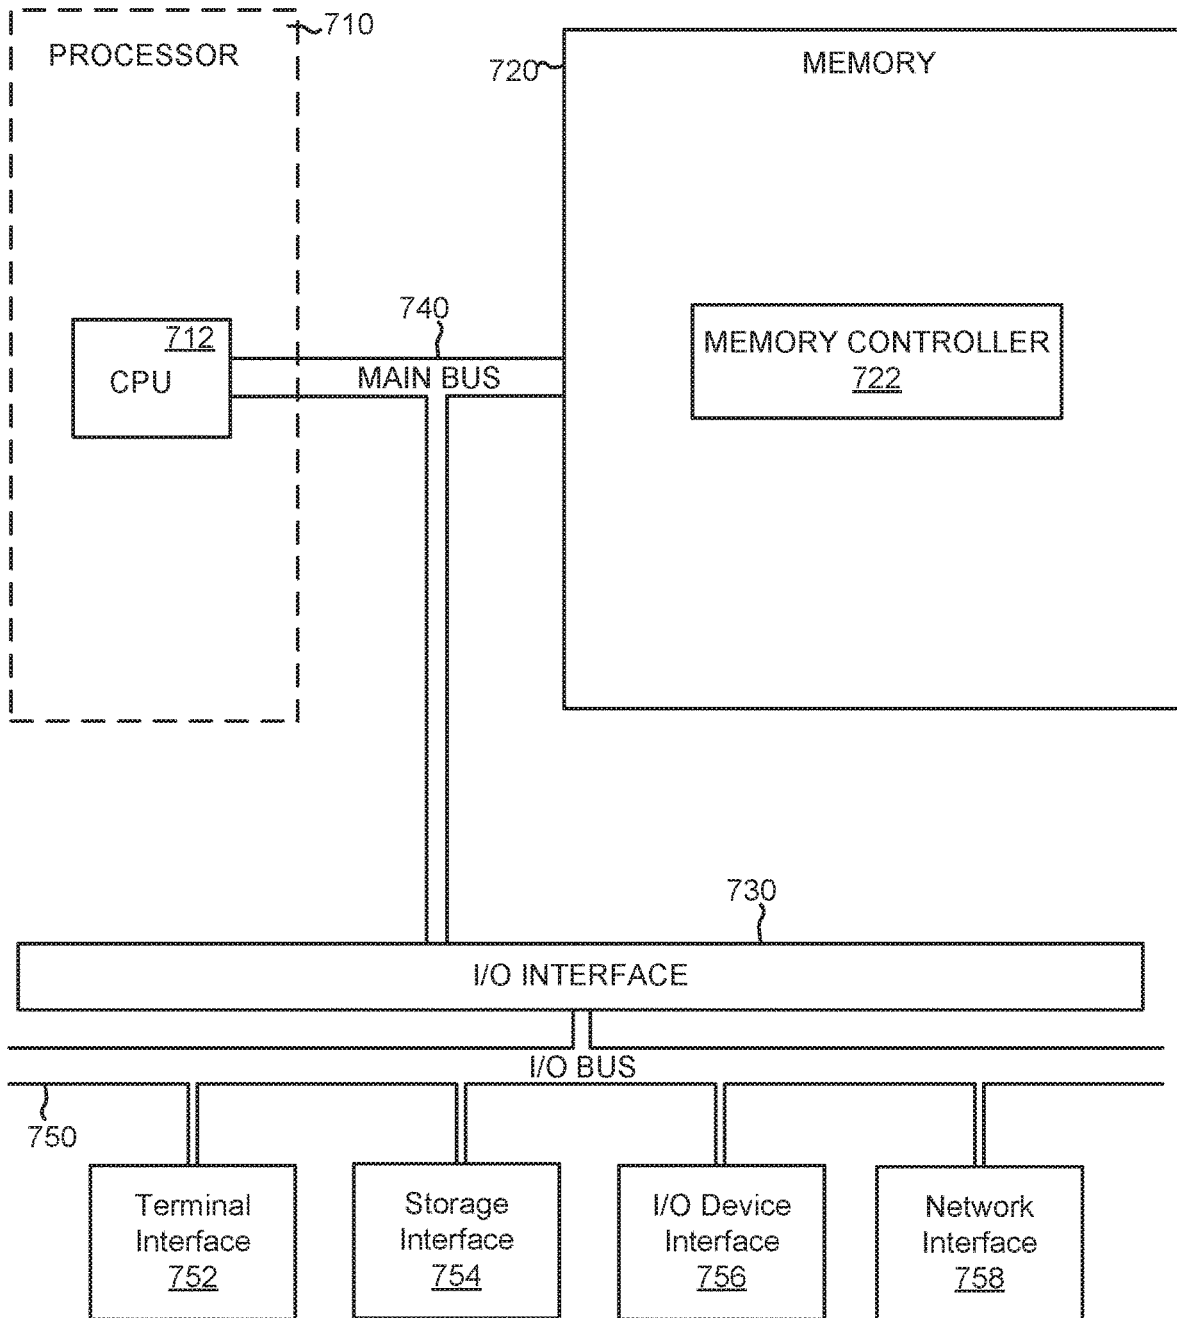 710
PROCESSOR
720
MEMORY
740
712
CPU
MAIN BUS
MEMORY CONTROLLER
722
730
I/O INTERFACE
I/O BUS
750
Terminal
Interface
752
Storage
Interface
754
I/O Device
Interface
756
Network
Interface
758